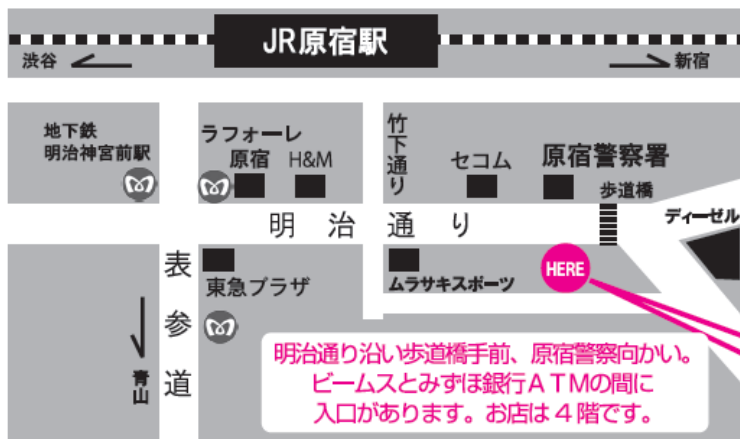 JR原宿駅
渋谷
新宿
地下鉄
明治神宮前駅
ラフォーレ
原宿
H&M
竹下通り
セコム
原宿警察署
歩道橋
ディーゼル
明治通り
表参道
東急プラザ
ムラサキスポーツ
HERE
青山
明治通り沿い歩道橋手前、原宿警察向かい。
ビームスとみずほ銀行ATMの間に
入口があります。お店は4階です。